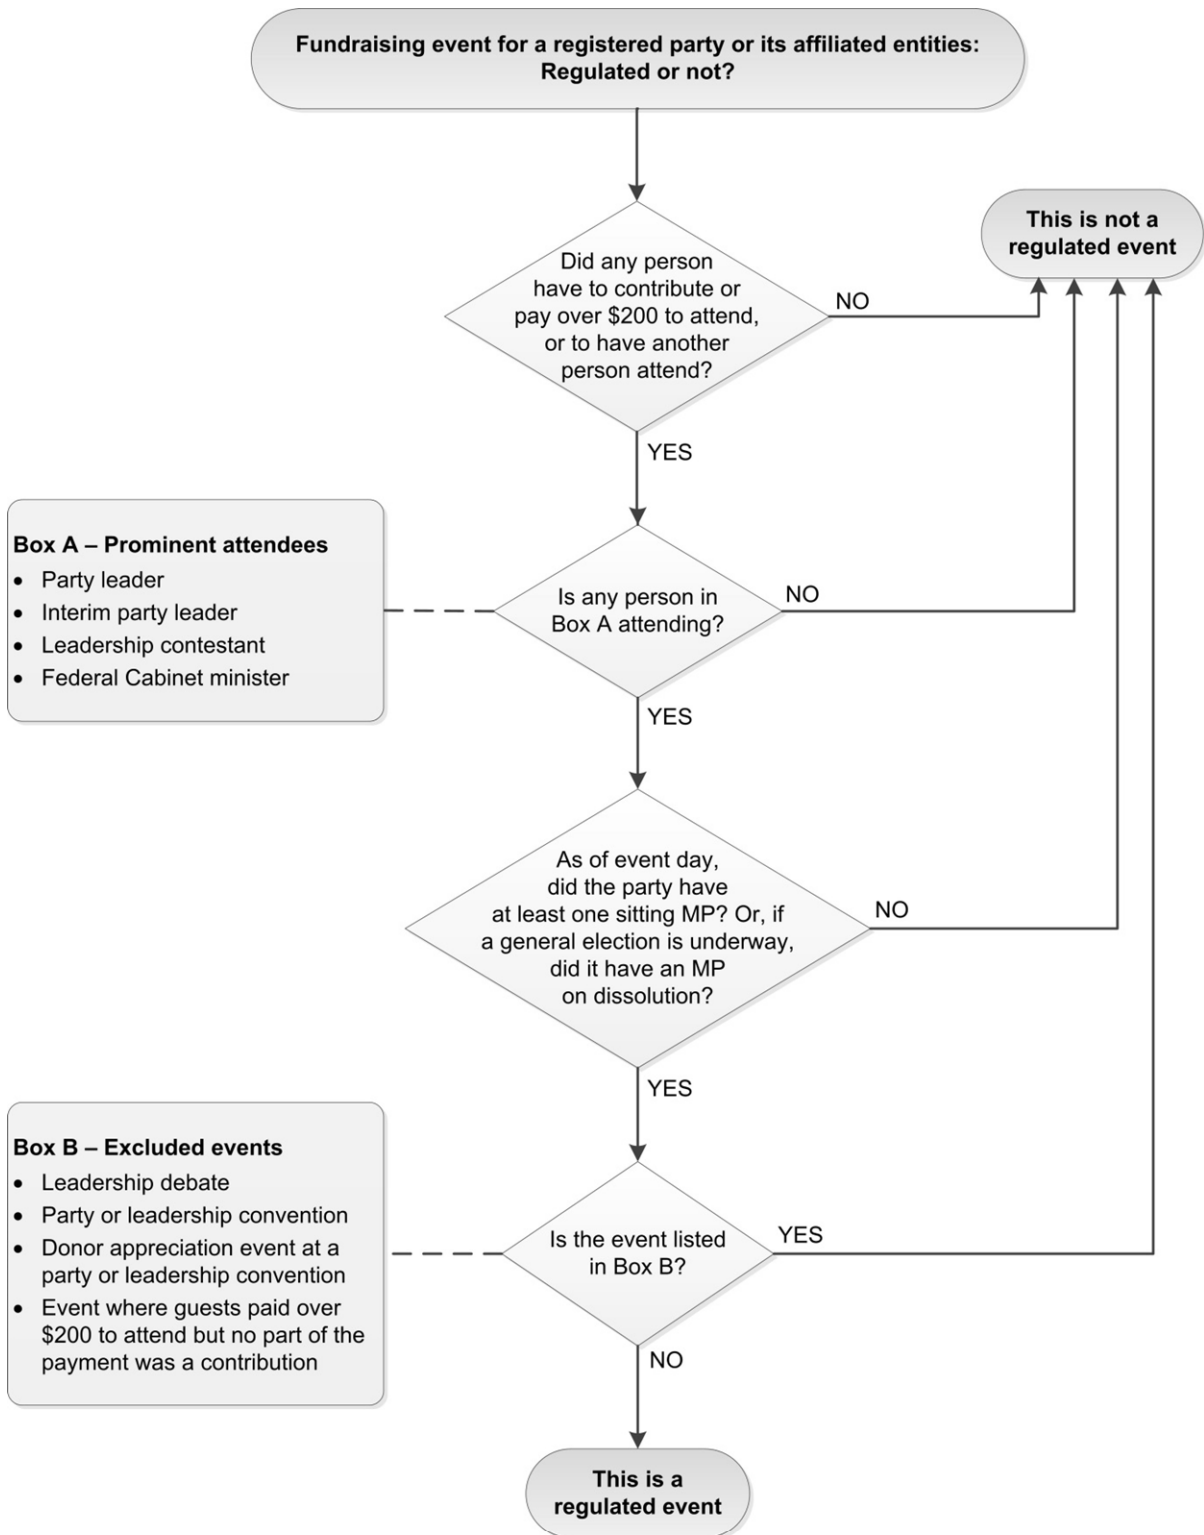 Fundraising event for a registered party or its affiliated entities:
Regulated or not?
This is not a
regulated event
Did any person
have to contribute or
pay over $200 to attend,
or to have another
person attend?
NO
YES
Box A – Prominent attendees
• Party leader
• Interim party leader
• Leadership contestant
• Federal Cabinet minister
Is any person in
Box A attending?
NO
YES
As of event day,
did the party have
at least one sitting MP? Or, if
a general election is underway,
did it have an MP
on dissolution?
NO
YES
Box B – Excluded events
• Leadership debate
• Party or leadership convention
• Donor appreciation event at a
party or leadership convention
• Event where guests paid over
$200 to attend but no part of the
payment was a contribution
Is the event listed
in Box B?
YES
NO
This is a
regulated event